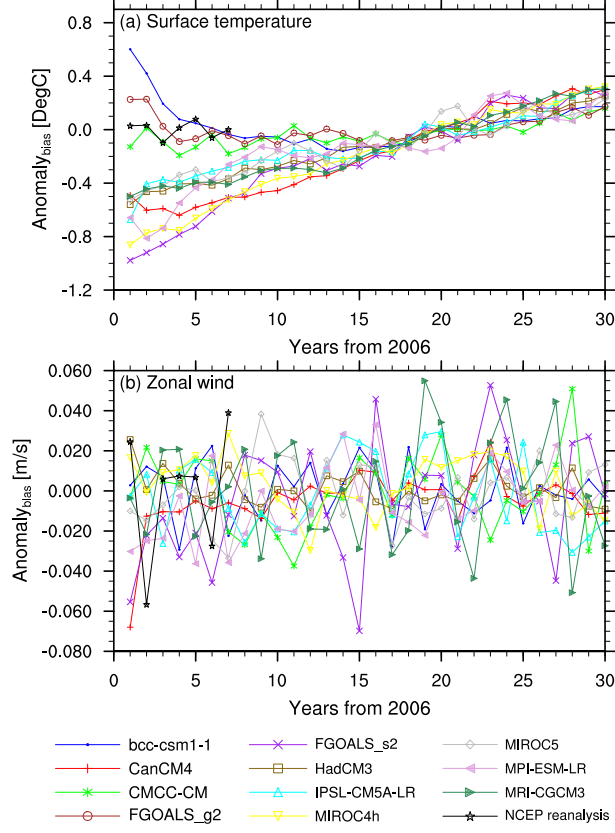 (a) Surface temperature
Anomaly_bias [DegC]
0.8
0.4
0.0
-0.4
-0.8
-1.2
0 5 10 15 20 25 30
Years from 2006
(b) Zonal wind
Anomaly_bias [m/s]
0.060
0.040
0.020
0.000
-0.020
-0.040
-0.060
-0.080
0 5 10 15 20 25 30
Years from 2006
bcc-csm1-1
CanCM4
CMCC-CM
FGOALS_g2
FGOALS_s2
HadCM3
IPSL-CM5A-LR
MIROC4h
MIROC5
MPI-ESM-LR
MRI-CGCM3
NCEP reanalysis